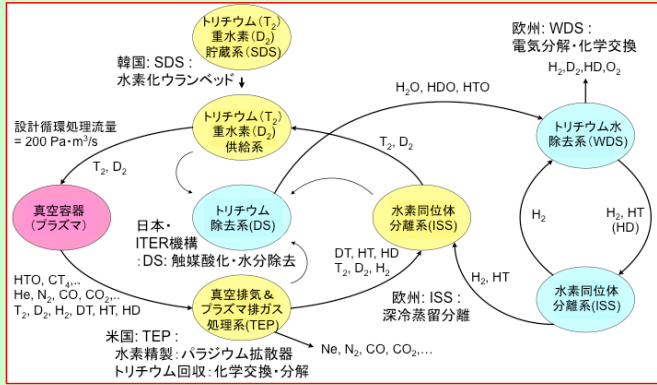 トリチウム(T₂)
重水素(D₂)
貯蔵系(SDS)
韓国: SDS :
水素化ウランベッド
欧州: WDS :
電気分解・化学交換
H₂,D₂,HD,O₂
H₂O, HDO, HTO
トリチウム(T₂)
重水素(D₂)
供給系
設計循環処理流量
= 200 Pa・m³/s
トリチウム水
除去系(WDS)
T₂, D₂
T₂, D₂
真空容器
(プラズマ)
日本・
ITER機構
:DS: 触媒酸化・水分除去
トリチウム
除去系(DS)
水素同位体
分離系(ISS)
H₂
H₂, HT
(HD)
DT, HT, HD
T₂, D₂, H₂
HTO, CT₄,..
He, N₂, CO, CO₂,..
T₂, D₂, H₂, DT, HT, HD
真空排気&
プラズマ排ガス
処理系(TEP)
H₂, HT
水素同位体
分離系(ISS)
欧州: ISS :
深冷蒸留分離
米国: TEP :
水素精製: パラジウム拡散器
トリチウム回収: 化学交換・分解
Ne, N₂, CO, CO₂,…